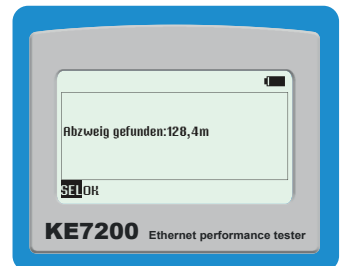 Abzweig gefunden:128,4m
SEL OK
KE7200 Ethernet performance tester